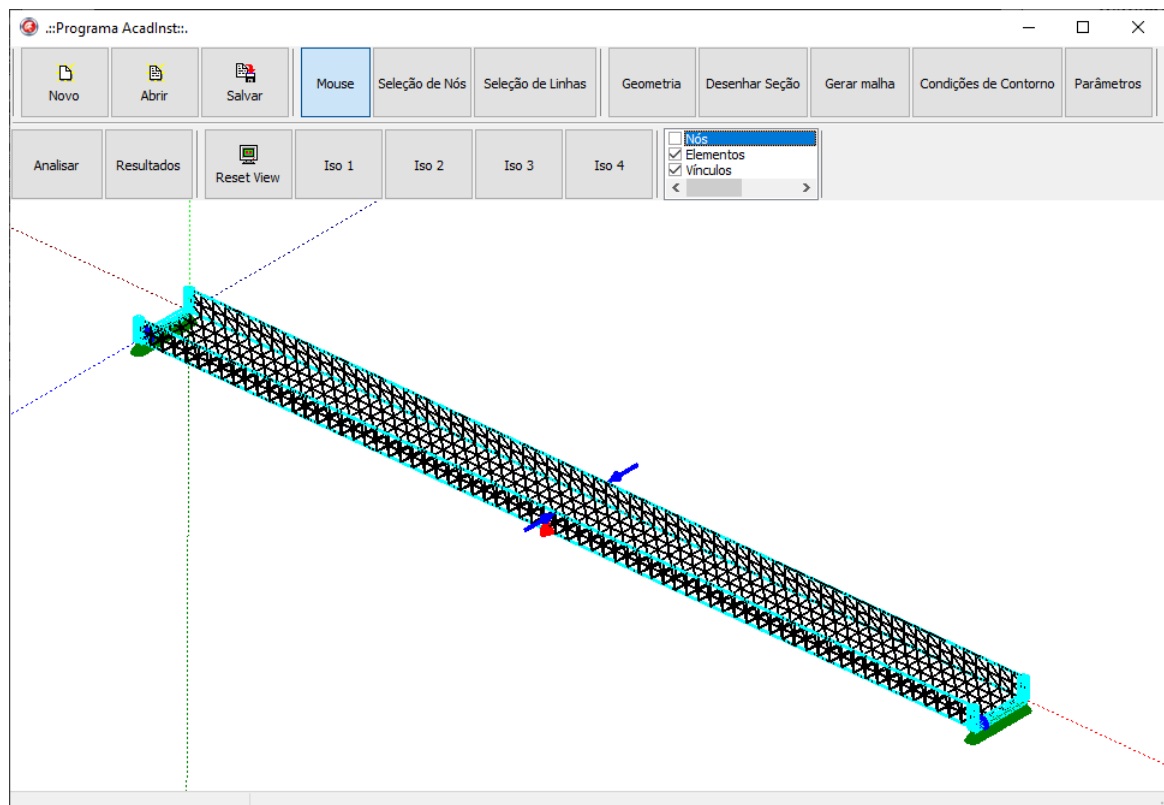 .::Programa AcadInst::.
Novo
Abrir
Salvar
Mouse
Seleção de Nós
Seleção de Linhas
Geometria
Desenhar Seção
Gerar malha
Condições de Contorno
Parâmetros
Analisar
Resultados
Reset View
Iso 1
Iso 2
Iso 3
Iso 4
Nós
Elementos
Vínculos